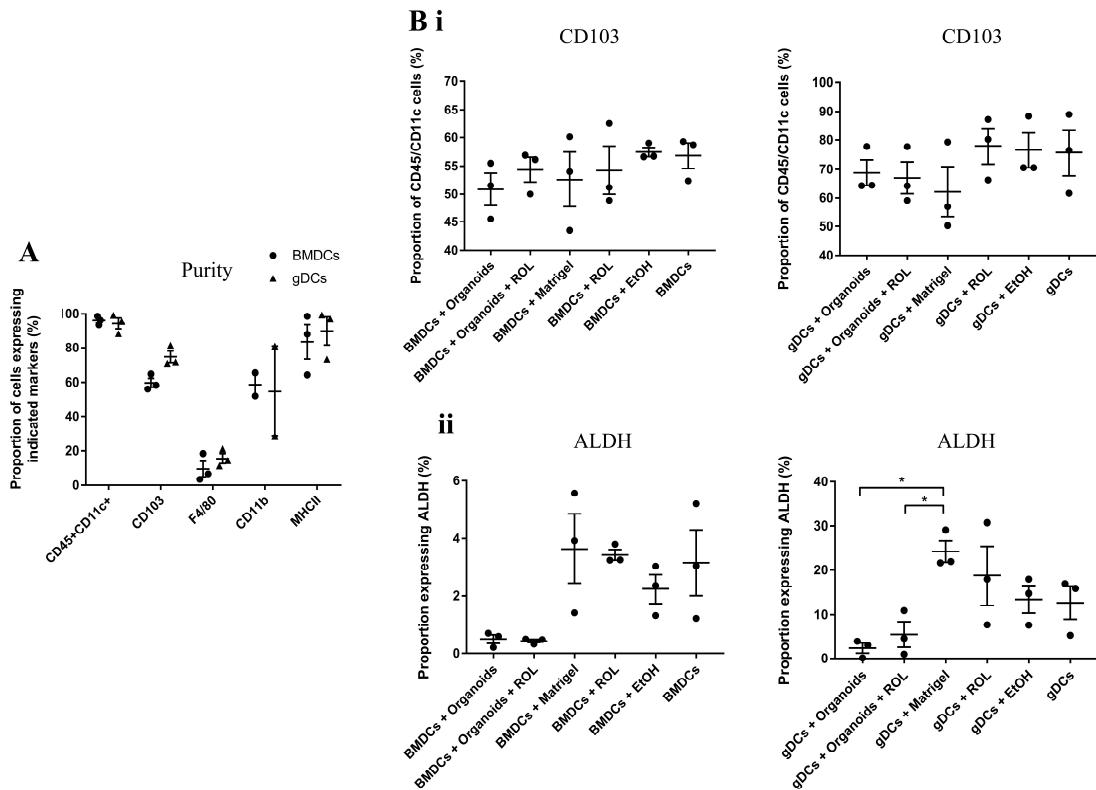 A
Purity
BMDCs
gDCs
Proportion of cells expressing
indicated markers (%)
100
80
60
40
20
0
CD45+CD11c+
CD103
F4/80
CD11b
MHCII
B i
CD103
Proportion of CD45/CD11c cells (%)
70
65
60
55
50
45
40
BMDCs + Organoids
BMDCs + Organoids + ROL
BMDCs + Matrigel
BMDCs + ROL
BMDCs + EtOH
BMDCs
CD103
Proportion of CD45/CD11c cells (%)
100
90
80
70
60
50
40
gDCs + Organoids
gDCs + Organoids + ROL
gDCs + Matrigel
gDCs + ROL
gDCs + EtOH
gDCs
ii
ALDH
Proportion expressing ALDH (%)
6
4
2
0
BMDCs + Organoids
BMDCs + Organoids + ROL
BMDCs + Matrigel
BMDCs + ROL
BMDCs + EtOH
BMDCs
ALDH
Proportion expressing ALDH (%)
40
30
20
10
0
*
*
gDCs + Organoids
gDCs + Organoids + ROL
gDCs + Matrigel
gDCs + ROL
gDCs + EtOH
gDCs